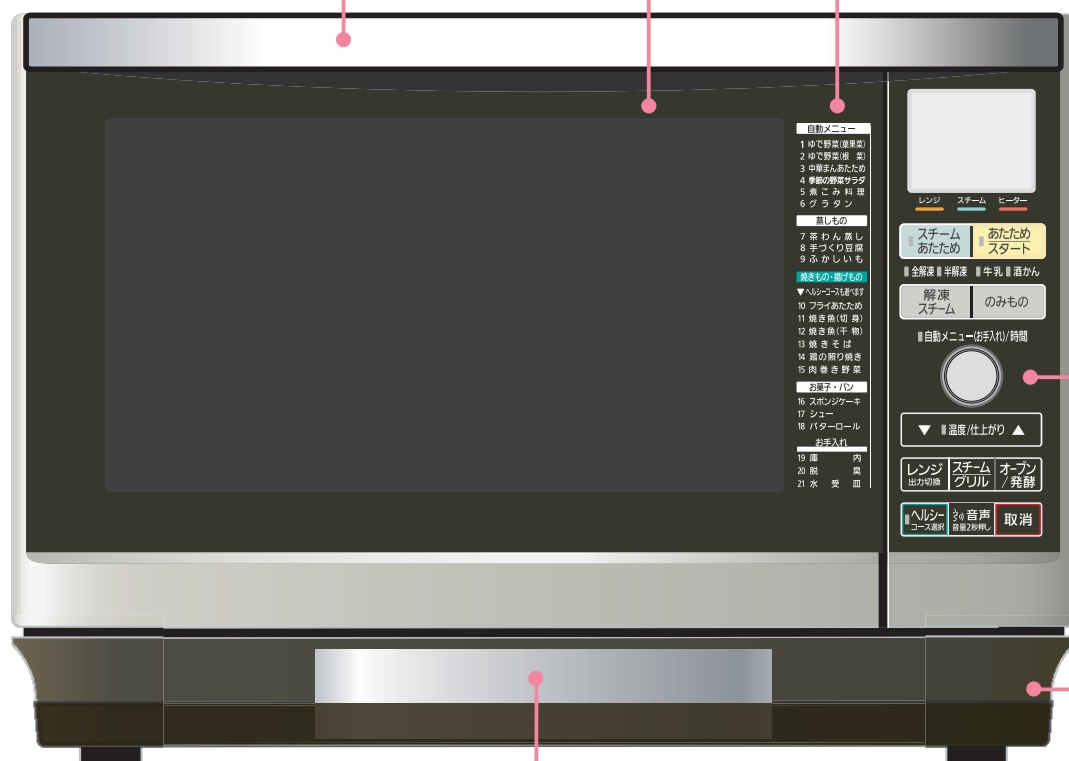 自動メニュー
1 ゆで野菜(葉果菜)
2 ゆで野菜(根 菜)
3 中華まんあたため
4 季節の野菜サラダ
5 煮こみ料理
6 グラタン
蒸しもの
7 茶わん蒸し
8 手づくり豆腐
9 ふかしいも
焼きもの・揚げもの
▼ヘルシーコースも選べます
10 フライあたため
11 焼き魚(切 身)
12 焼き魚(干 物)
13 焼きそば
14 鶏の照り焼き
15 肉巻き野菜
お菓子・パン
16 スポンジケーキ
17 シュー
18 バターロール
お手入れ
19 庫 内
20 脱 臭
21 水 受 皿
レンジ スチーム ヒーター
スチーム
あたため
あたため
スタート
全解凍 半解凍 牛乳 酒かん
解凍
スチーム
のみもの
自動メニュー(お手入れ)/時間
▼ 温度/仕上がり ▲
レンジ
出力切換
スチーム
グリル
オーブン
/発酵
ヘルシー
コース選択
音声
音量2秒押し
取消